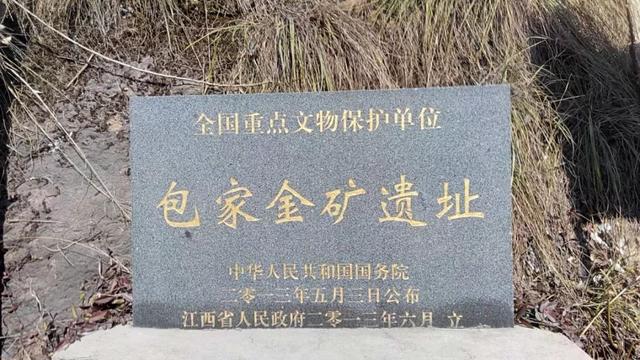 全国重点文物保护单位
包家金矿遗址
中华人民共和国国务院
二零一三年五月三日公布
江西省人民政府二零一三年六月 立